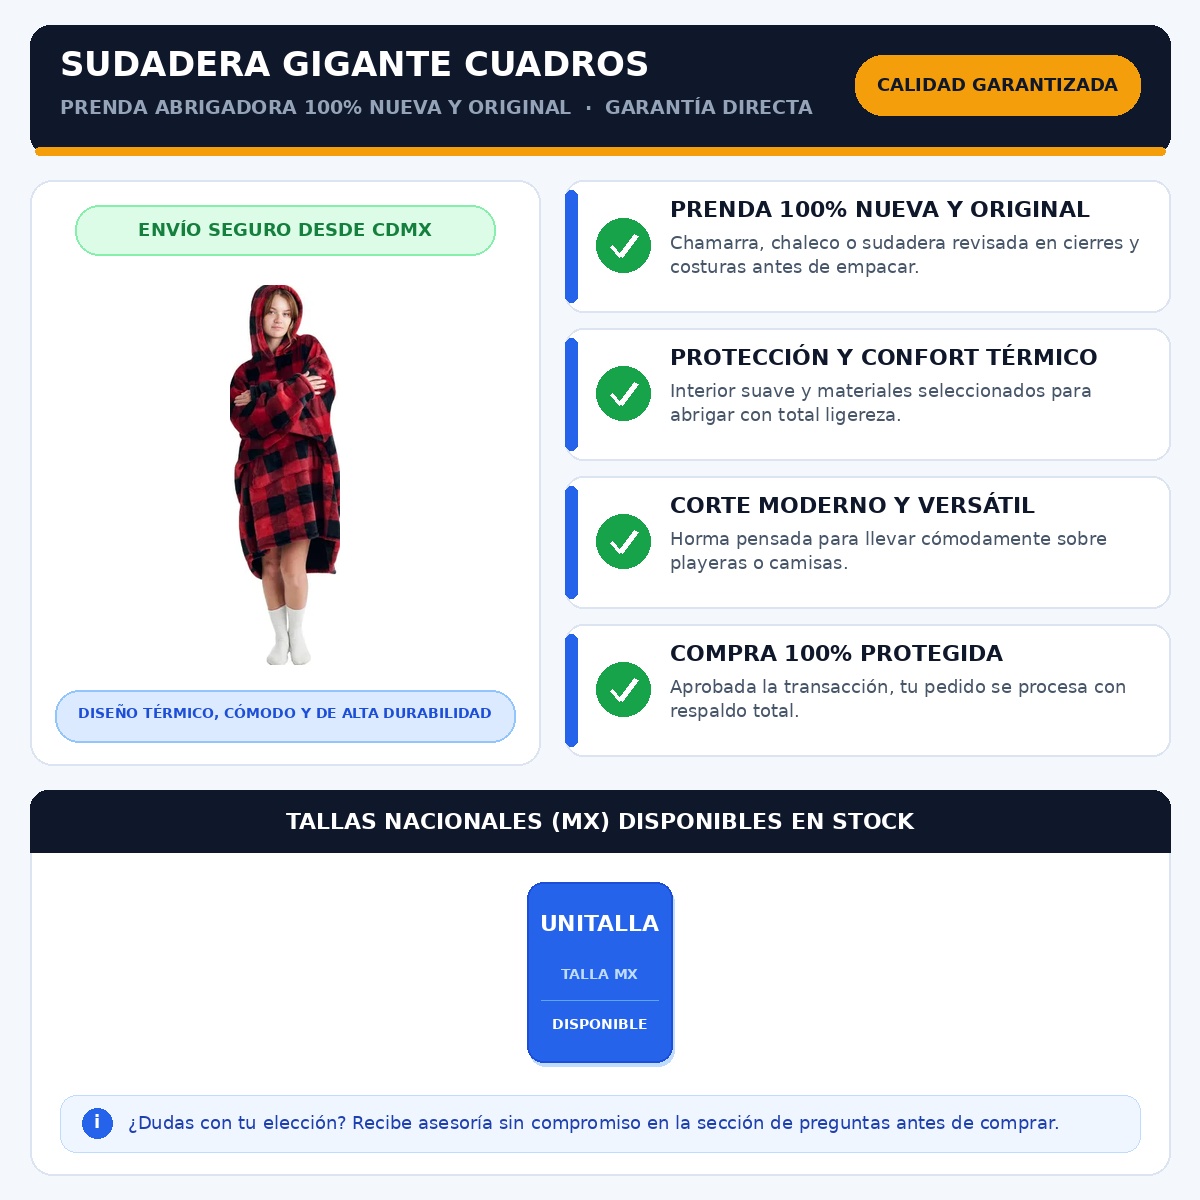 SUDADERA GIGANTE CUADROS
PRENDA ABRIGADORA 100% NUEVA Y ORIGINAL · GARANTÍA DIRECTA
CALIDAD GARANTIZADA
ENVÍO SEGURO DESDE CDMX
DISEÑO TÉRMICO, CÓMODO Y DE ALTA DURABILIDAD
PRENDA 100% NUEVA Y ORIGINAL
Chamarra, chaleco o sudadera revisada en cierres y
costuras antes de empacar.
PROTECCIÓN Y CONFORT TÉRMICO
Interior suave y materiales seleccionados para
abrigar con total ligereza.
CORTE MODERNO Y VERSÁTIL
Horma pensada para llevar cómodamente sobre
playeras o camisas.
COMPRA 100% PROTEGIDA
Aprobada la transacción, tu pedido se procesa con
respaldo total.
TALLAS NACIONALES (MX) DISPONIBLES EN STOCK
UNITALLA
TALLA MX
DISPONIBLE
i ¿Dudas con tu elección? Recibe asesoría sin compromiso en la sección de preguntas antes de comprar.